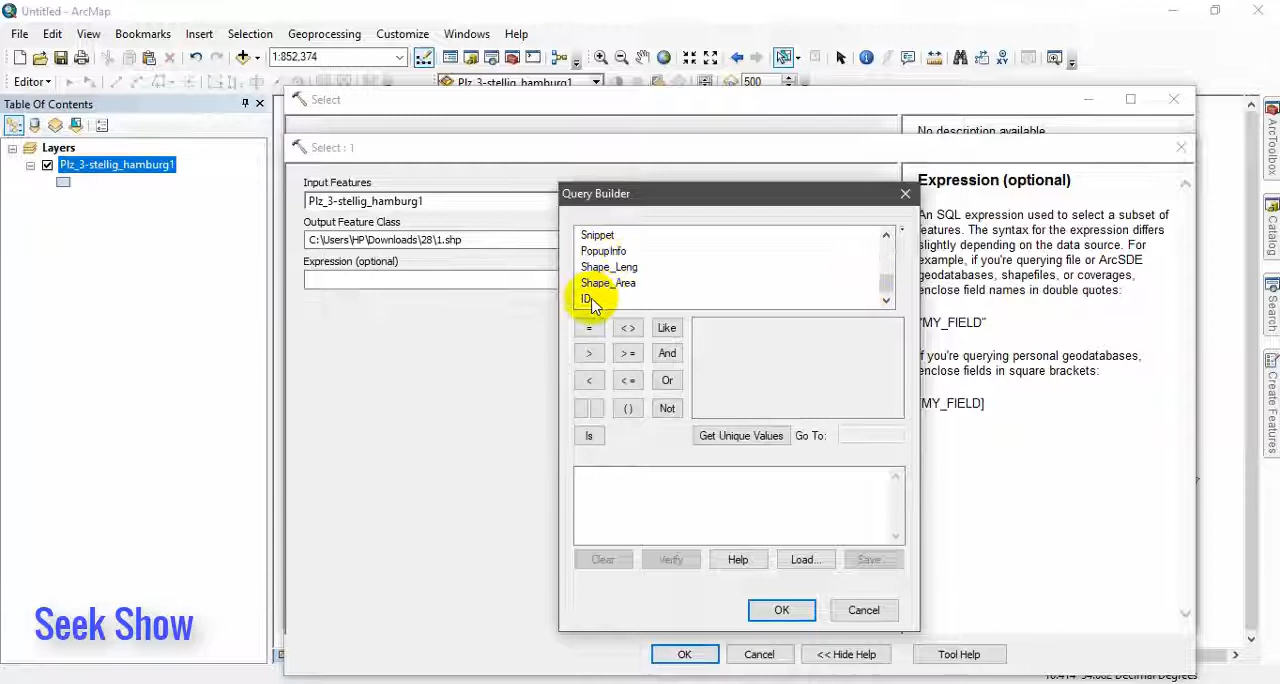 Untitled - ArcMap
File Edit View Bookmarks Insert Selection Geoprocessing Customize Windows Help
1:852,374
Editor
Plz_3-stellig_hamburg1
500
Table Of Contents
Layers
Plz_3-stellig_hamburg1
Select
No description available
Select : 1
Input Features
Plz_3-stellig_hamburg1
Output Feature Class
C:\Users\HP\Downloads\28\1.shp
Expression (optional)
Query Builder
Snippet
PopupInfo
Shape_Leng
Shape_Area
ID
= < > Like
> > = And
< < = Or
( ) Not
Is
Get Unique Values Go To:
Clear Verify Help Load... Save...
OK Cancel
Expression (optional)
An SQL expression used to select a subset of
features. The syntax for the expression differs
slightly depending on the data source. For
example, if you're querying file or ArcSDE
geodatabases, shapefiles, or coverages,
enclose field names in double quotes:
"MY_FIELD"
f you're querying personal geodatabases,
enclose fields in square brackets:
MY_FIELD]
OK Cancel << Hide Help Tool Help
ArcToolbox
Catalog
Search
Create Features
Seek Show
Decimal Degrees